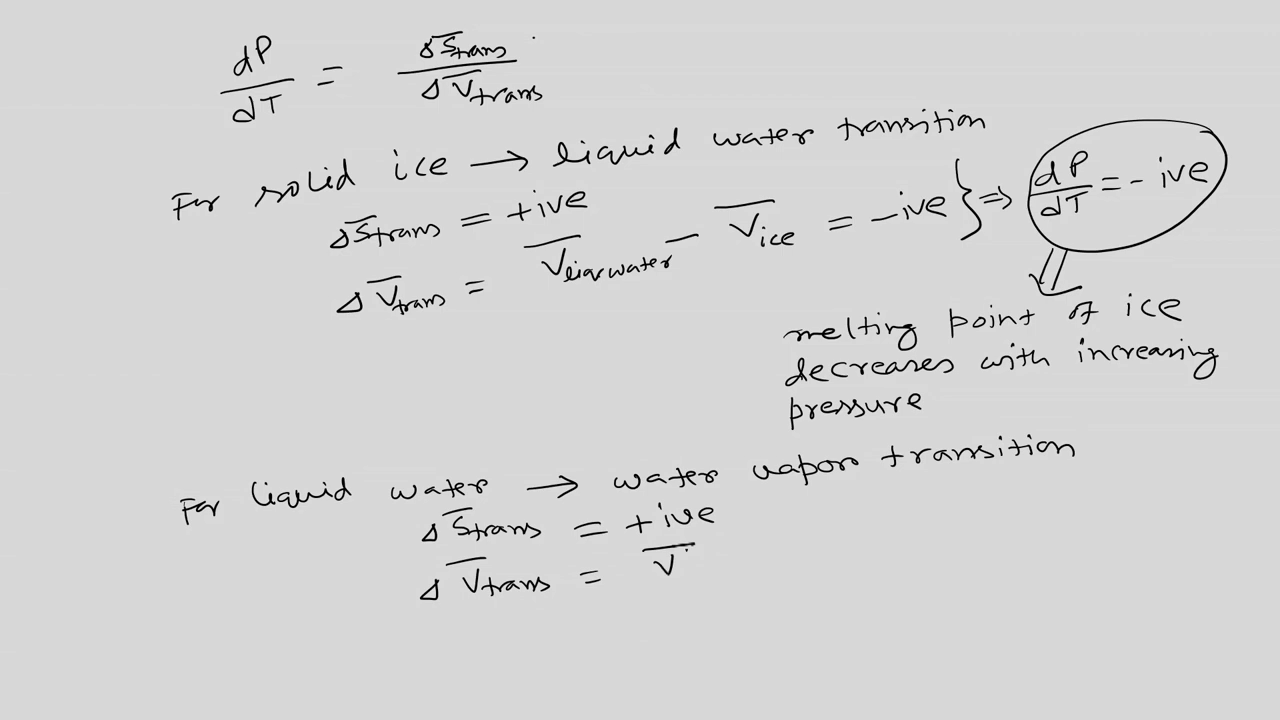 dP/dT = ΔS̅trans/ΔV̅trans
For solid ice → liquid water transition
ΔS̅trans = +ive
ΔV̅trans = V̅liq water - V̅ice = -ive } ⇒ dP/dT = - ive
melting point of ice
decreases with increasing
pressure
For liquid water → water vapor transition
ΔS̅trans = +ive
ΔV̅trans = V̅